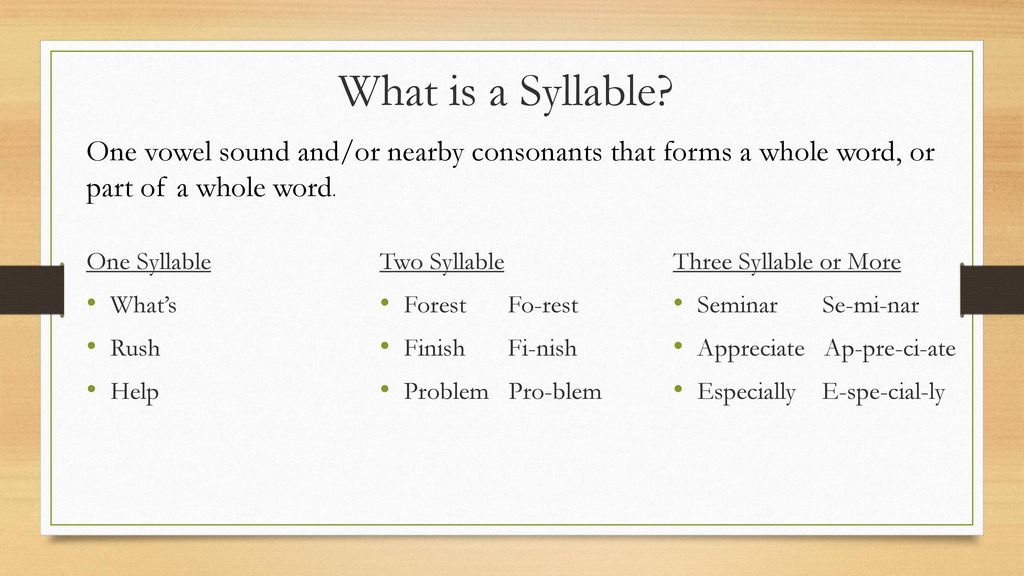 What is a Syllable?
One vowel sound and/or nearby consonants that forms a whole word, or
part of a whole word.
One Syllable
• What’s
• Rush
• Help
Two Syllable
• Forest Fo-rest
• Finish Fi-nish
• Problem Pro-blem
Three Syllable or More
• Seminar Se-mi-nar
• Appreciate Ap-pre-ci-ate
• Especially E-spe-cial-ly